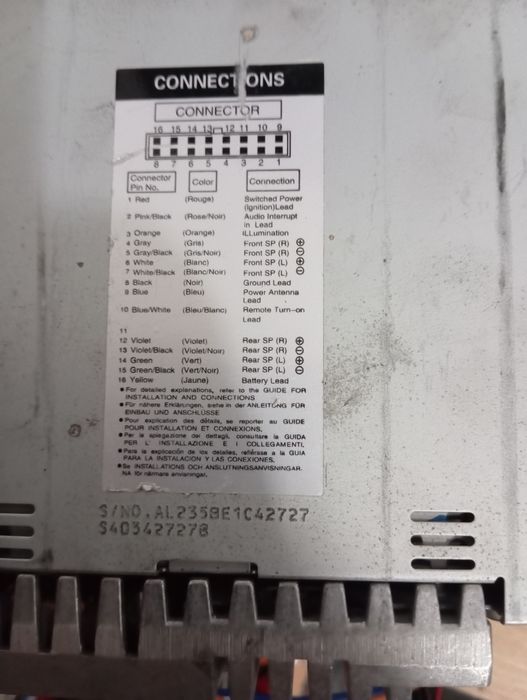 CONNECTIONS
CONNECTOR
16 15 14 13 12 11 10 9
8 7 6 5 4 3 2 1
Connector Pin No. Color Connection
1 Red (Rouge) Switched Power (Ignition)Lead
2 Pink/Black (Rose/Noir) Audio Interrupt in Lead
3 Orange (Orange) ILLumination
4 Gray (Gris) Front SP (R) ⊕
5 Gray/Black (Gris/Noir) Front SP (R) ⊖
6 White (Blanc) Front SP (L) ⊕
7 White/Black (Blanc/Noir) Front SP (L) ⊖
8 Black (Noir) Ground Lead
9 Blue (Bleu) Power Antenna Lead
10 Blue/White (Bleu/Blanc) Remote Turn-on Lead
11
12 Violet (Violet) Rear SP (R) ⊕
13 Violet/Black (Violet/Noir) Rear SP (R) ⊖
14 Green (Vert) Rear SP (L) ⊕
15 Green/Black (Vert/Noir) Rear SP (L) ⊖
16 Yellow (Jaune) Battery Lead
● For detailed explanations, refer to the GUIDE FOR
INSTALLATION AND CONNECTIONS
● Für nähere Erklärungen, siehe in der ANLEITUNG FÜR
EINBAU UND ANSCHLÜSSE
● Pour explication des détails, se reporter au GUIDE
POUR INSTALLATION ET CONNEXIONS.
● Per la spiegazione dei dettagli, consultare la GUIDA
PER L'INSTALLAZIONE E I COLLEGAMENTI.
● Para la explicación de los detalles, refiérase a la GUIA
PARA LA INSTALACION Y LAS CONEXIONES.
● Se INSTALLATIONS OCH ANSLUTNINGSANVISNINGAR
NA för närmare anvisningar.
S/NO. AL2358E1C42727
S403427278